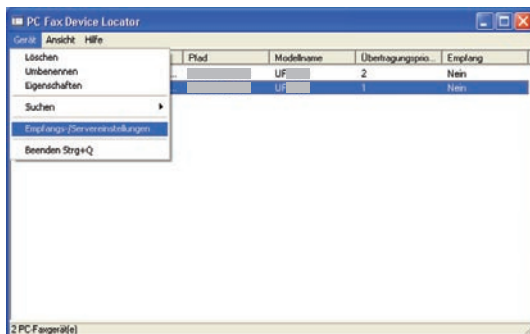 PC Fax Device Locator
Gerät Ansicht Hilfe
Pfad Modellname Übertragungsprio... Empfang
Löschen
Umbenennen
... UF 2 Nein
Eigenschaften
... UF 1 Nein
Suchen
Empfangs-/Servereinstellungen
Beenden Strg+Q
2 PC-Faxgerät(e)